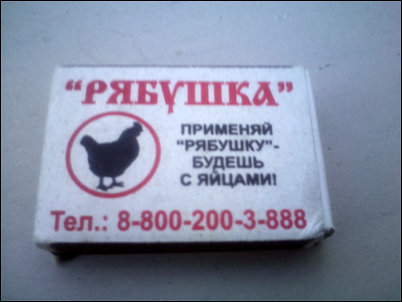 "РЯБУШКА"
ПРИМЕНЯЙ
"РЯБУШКУ"-
БУДЕШЬ
С ЯЙЦАМИ!
Тел.: 8-800-200-3-888